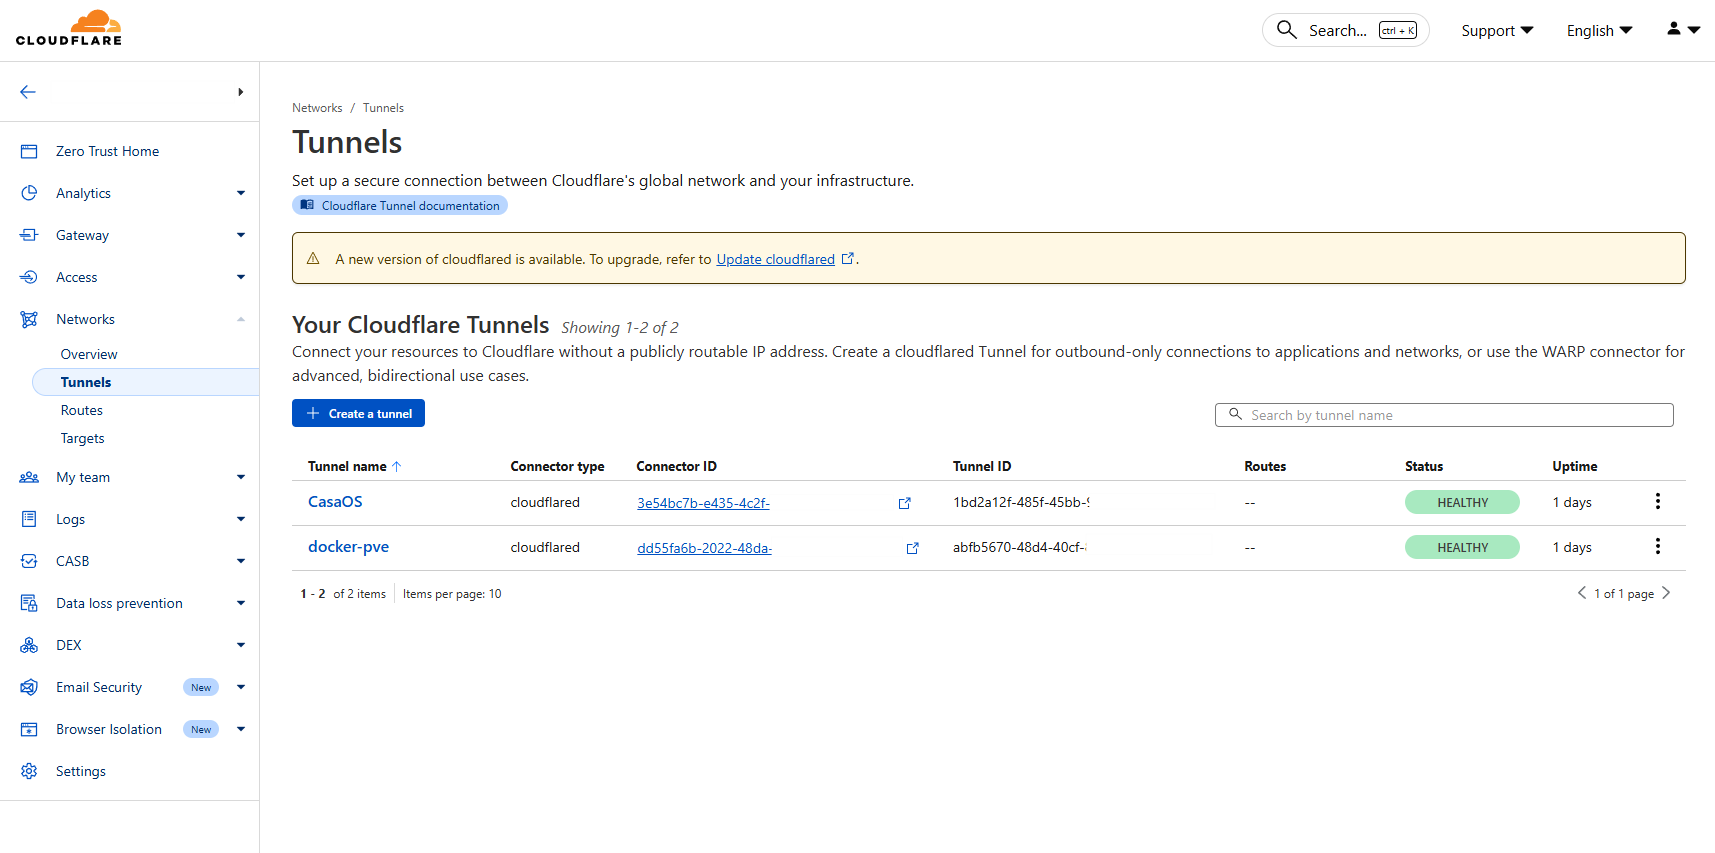 CLOUDFLARE
Search... ctrl + K
Support
English
Zero Trust Home
Analytics
Gateway
Access
Networks
Overview
Tunnels
Routes
Targets
My team
Logs
CASB
Data loss prevention
DEX
Email Security New
Browser Isolation New
Settings
Networks / Tunnels
Tunnels
Set up a secure connection between Cloudflare's global network and your infrastructure.
Cloudflare Tunnel documentation
A new version of cloudflared is available. To upgrade, refer to Update cloudflared .
Your Cloudflare Tunnels Showing 1-2 of 2
Connect your resources to Cloudflare without a publicly routable IP address. Create a cloudflared Tunnel for outbound-only connections to applications and networks, or use the WARP connector for
advanced, bidirectional use cases.
Create a tunnel
Search by tunnel name
Tunnel name Connector type Connector ID Tunnel ID Routes Status Uptime
CasaOS cloudflared 3e54bc7b-e435-4c2f- 1bd2a12f-485f-45bb- -- HEALTHY 1 days
docker-pve cloudflared dd55fa6b-2022-48da- abfb5670-48d4-40cf- -- HEALTHY 1 days
1 - 2 of 2 items Items per page: 10
1 of 1 page